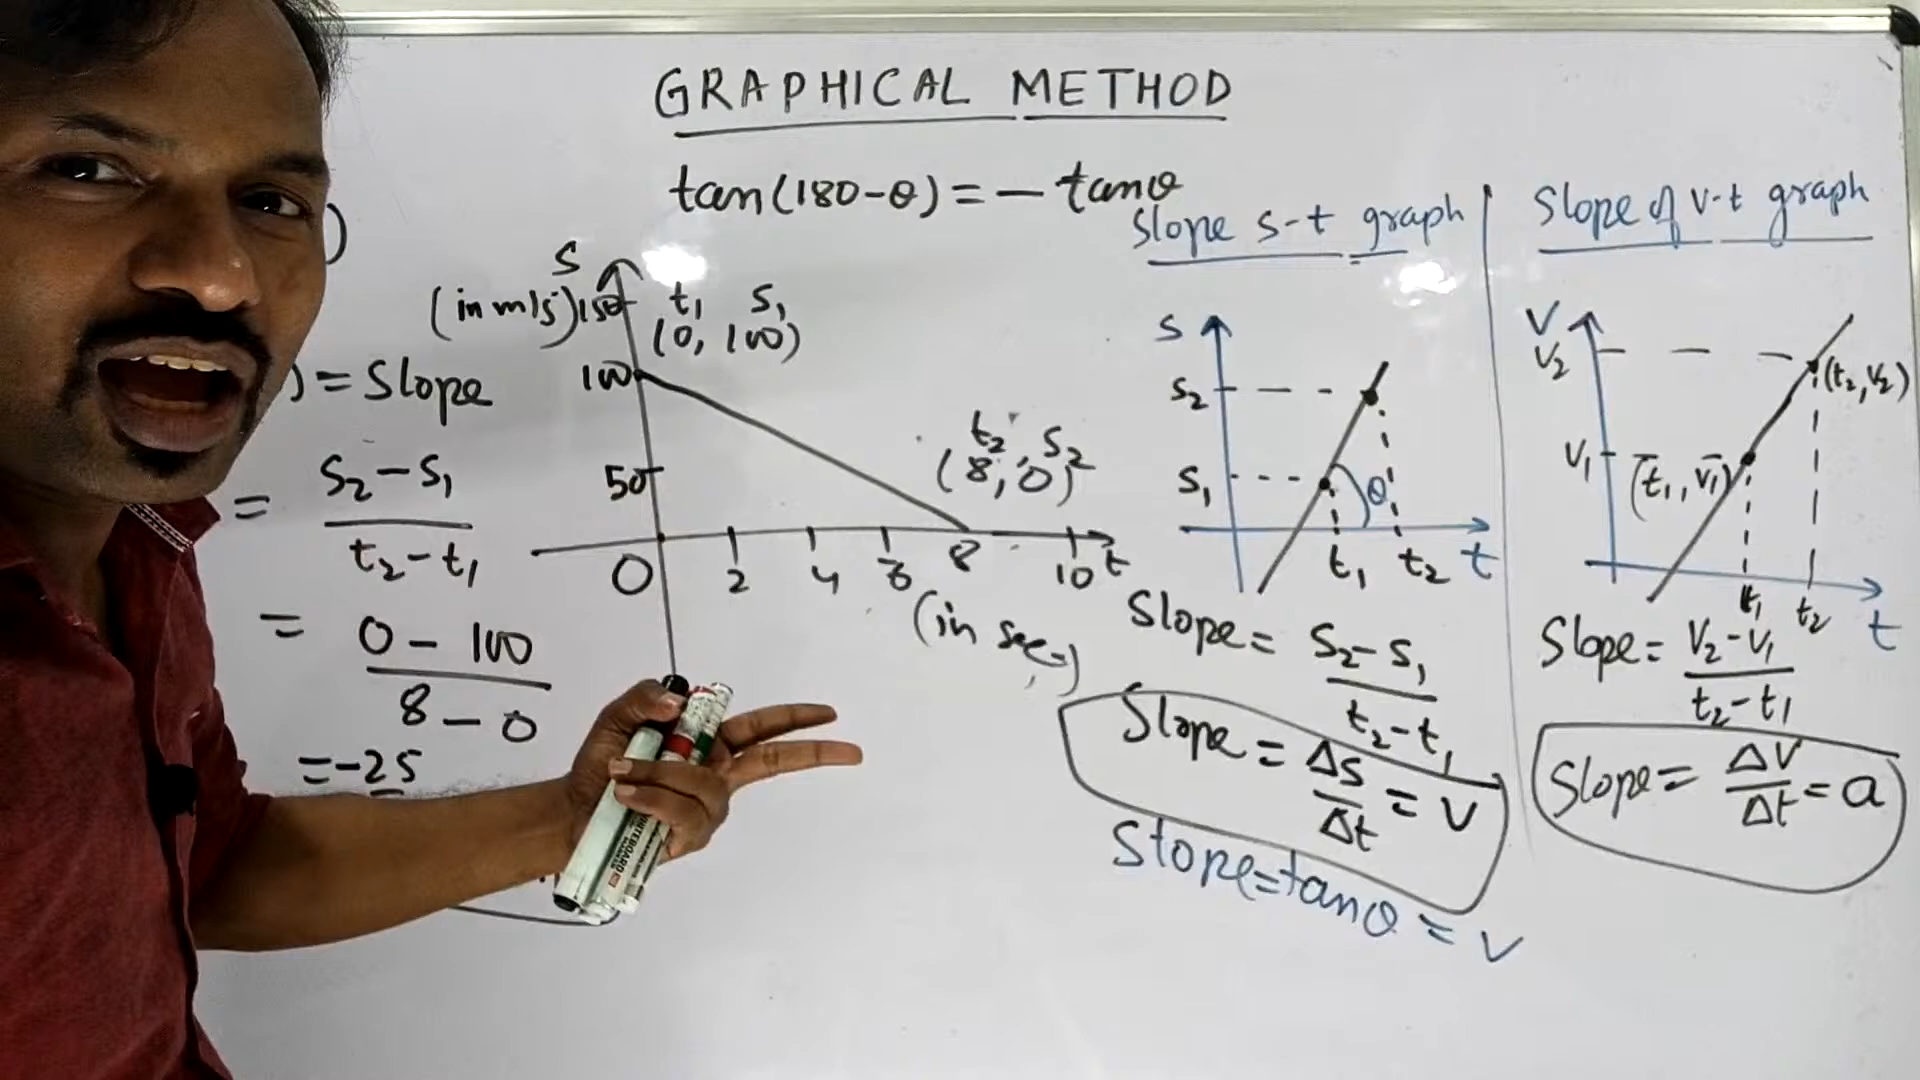 GRAPHICAL METHOD
tan(180-θ) = - tanθ
)
) = Slope
= S₂ - S₁
t₂ - t₁
= 0 - 100
8 - 0
= -25
S
(in m/s)
150
100
50
O
2
4
6
8
10
t
(in sec)
t₁ S₁
(0, 100)
t₂, S₂
(8, 0)
Slope s-t graph
S
S₂
S₁
θ
t₁
t₂
t
Slope = S₂ - S₁
t₂ - t₁
Slope = Δs
Δt
= v
Slope = tanθ = v
Slope of v-t graph
V
V₂
V₁
(t₂, v₂)
(t₁, v₁)
t₁
t₂
t
Slope = V₂ - V₁
t₂ - t₁
Slope = ΔV
Δt
= a
WHITEBOARD